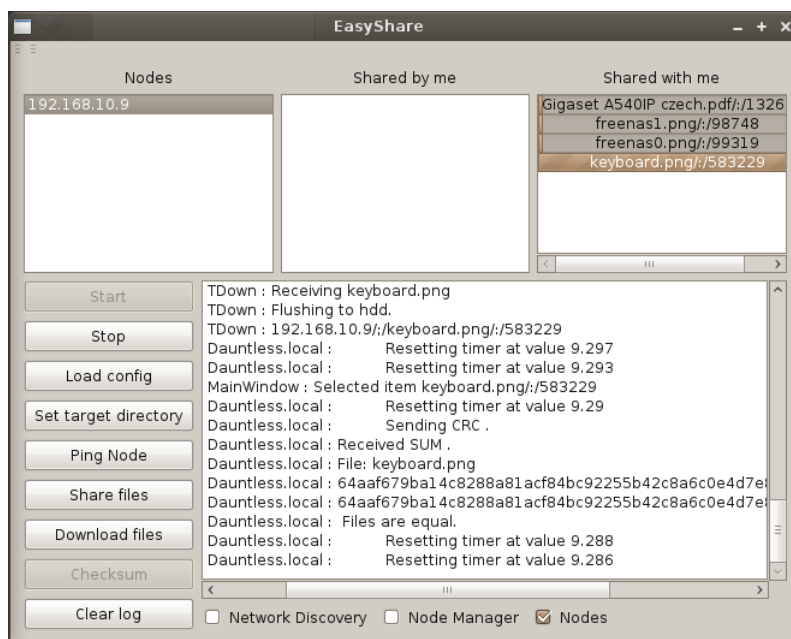 EasyShare
Nodes
Shared by me
Shared with me
192.168.10.9
Gigaset A540IP czech.pdf/:/1326
freenas1.png/:/98748
freenas0.png/:/99319
keyboard.png/:/583229
Start
Stop
Load config
Set target directory
Ping Node
Share files
Download files
Checksum
Clear log
TDown : Receiving keyboard.png
TDown : Flushing to hdd.
TDown : 192.168.10.9/;/keyboard.png/:/583229
Dauntless.local : Resetting timer at value 9.297
Dauntless.local : Resetting timer at value 9.293
MainWindow : Selected item keyboard.png/:/583229
Dauntless.local : Resetting timer at value 9.29
Dauntless.local : Sending CRC .
Dauntless.local : Received SUM .
Dauntless.local : File: keyboard.png
Dauntless.local : 64aaf679ba14c8288a81acf84bc92255b42c8a6c0e4d7e
Dauntless.local : 64aaf679ba14c8288a81acf84bc92255b42c8a6c0e4d7e
Dauntless.local : Files are equal.
Dauntless.local : Resetting timer at value 9.288
Dauntless.local : Resetting timer at value 9.286
Network Discovery
Node Manager
Nodes